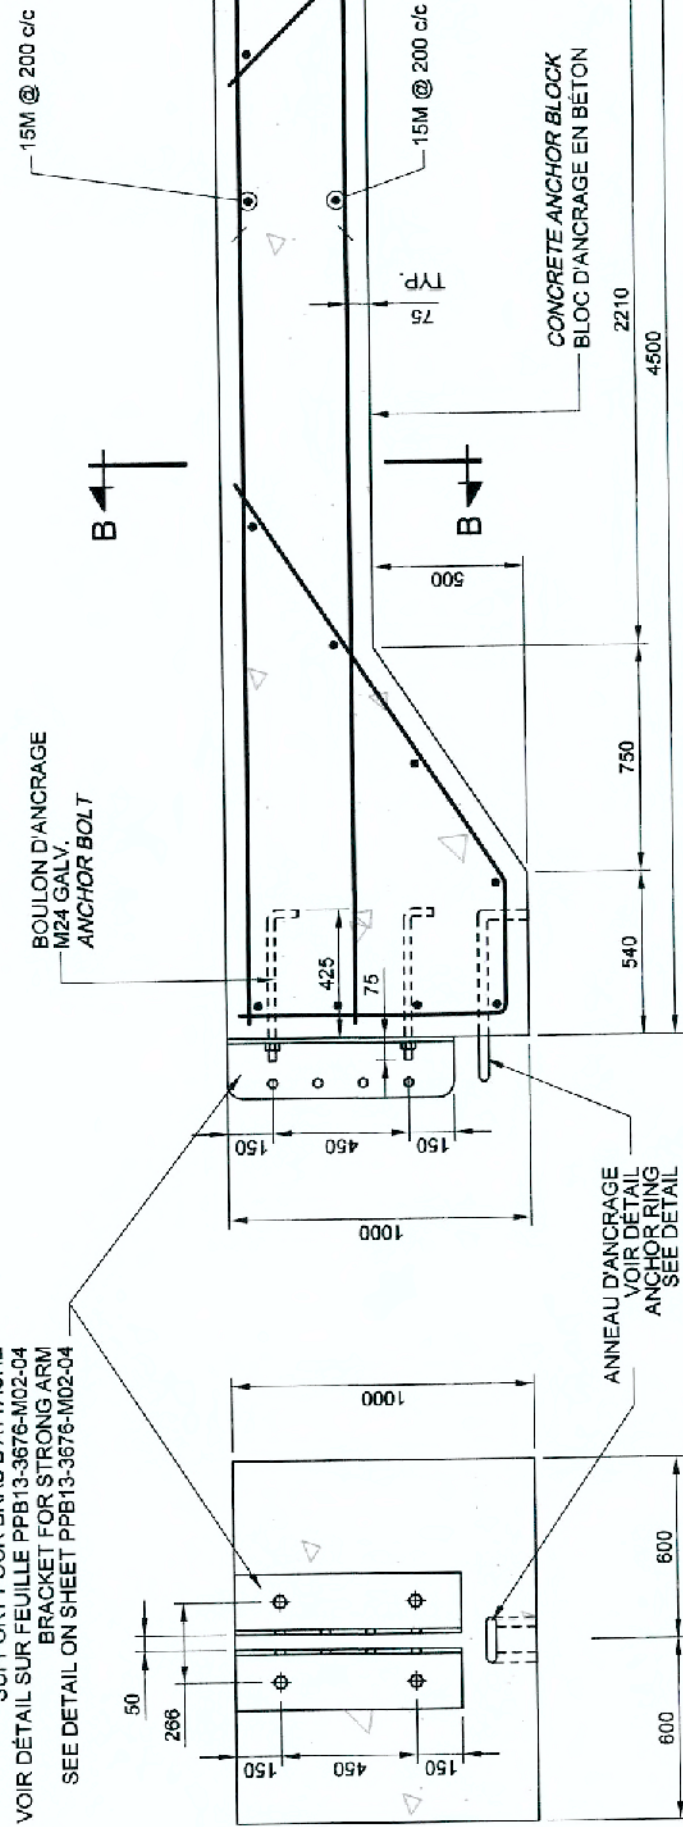 15M @ 200 c/c
15M @ 200 c/c
75
TYP.
CONCRETE ANCHOR BLOCK
BLOC D'ANCRAGE EN BÉTON
2210
4500
B
B
500
750
540
BOULON D'ANCRAGE
M24 GALV.
ANCHOR BOLT
425
75
150
450
150
1000
VOIR DÉTAIL SUR FEUILLE PPB13-3676-M02-04
BRACKET FOR STRONG ARM
SEE DETAIL ON SHEET PPB13-3676-M02-04
ANNEAU D'ANCRAGE
VOIR DÉTAIL
ANCHOR RING
SEE DETAIL
50
266
150
450
150
1000
600
600